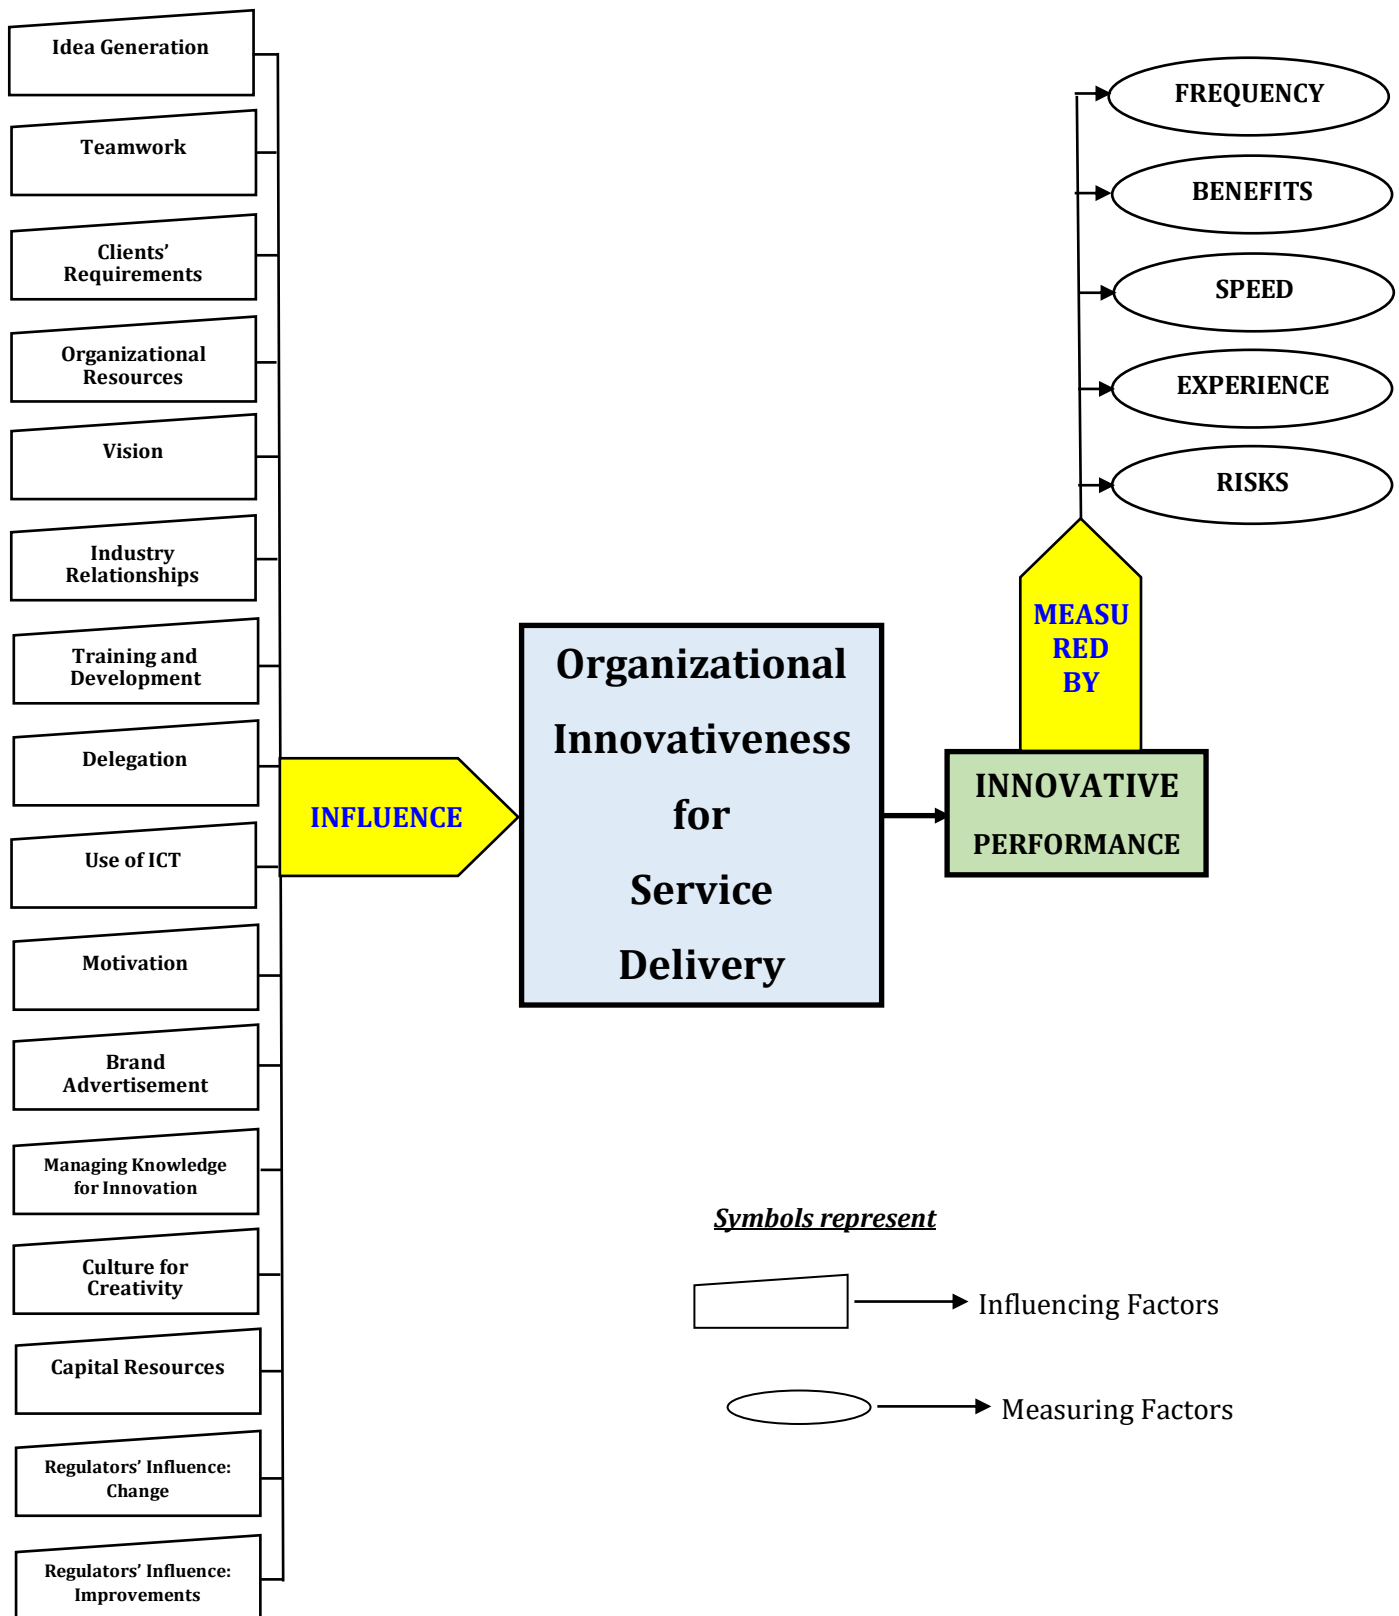 Idea Generation
Teamwork
Clients’
Requirements
Organizational
Resources
Vision
Industry
Relationships
Training and
Development
Delegation
Use of ICT
Motivation
Brand
Advertisement
Managing Knowledge
for Innovation
Culture for
Creativity
Capital Resources
Regulators’ Influence:
Change
Regulators’ Influence:
Improvements
INFLUENCE
Organizational
Innovativeness
for
Service
Delivery
INNOVATIVE
PERFORMANCE
MEASU
RED
BY
FREQUENCY
BENEFITS
SPEED
EXPERIENCE
RISKS
Symbols represent
Influencing Factors
Measuring Factors